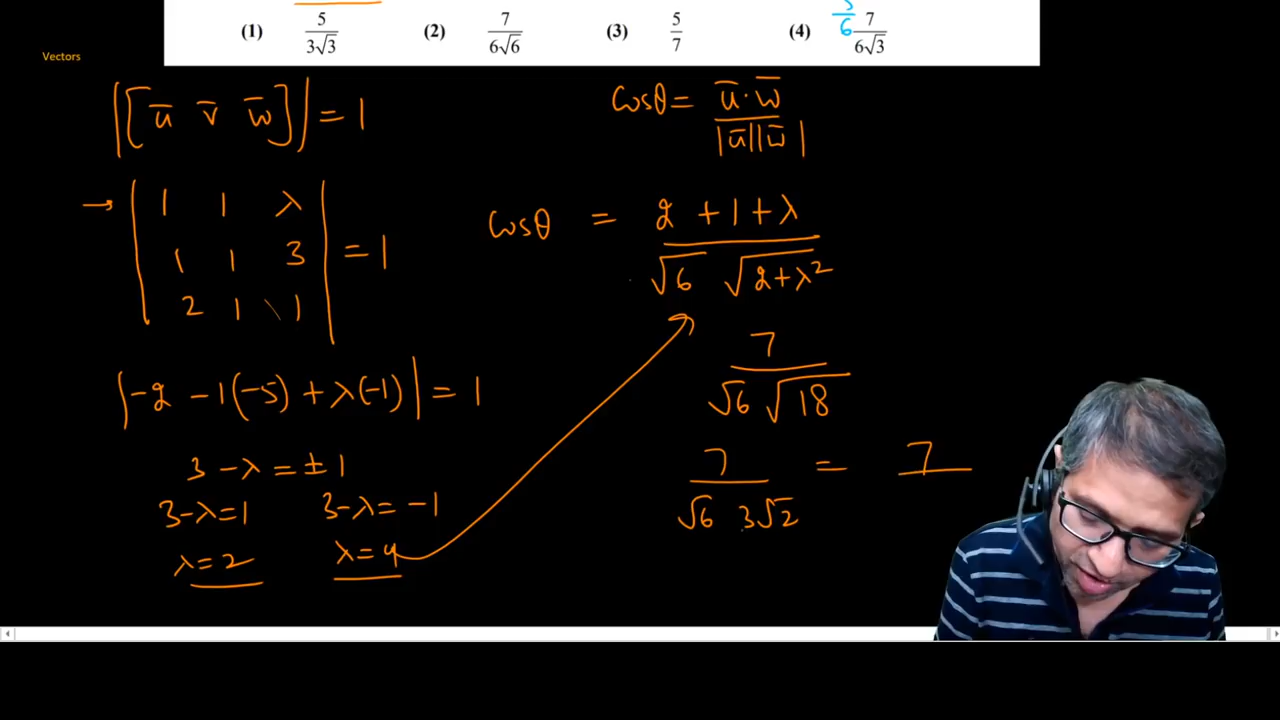 (1) 5/(3√3) (2) 7/(6√6) (3) 5/7 (4) 7/(6√3)
6
Vectors
|[ū v̄ w̄]| = 1
cosθ = ū·w̄ / |ū||w̄|
→ | 1 1 λ |
| 1 1 3 | = 1
| 2 1 1 |
cosθ = (2 + 1 + λ) / (√6 √(2+λ²))
7 / (√6 √18)
|-2 -1(-5) + λ(-1)| = 1
3 - λ = ± 1
3-λ=1 3-λ= -1
λ=2 λ=4
7 / (√6 3√2) = 7